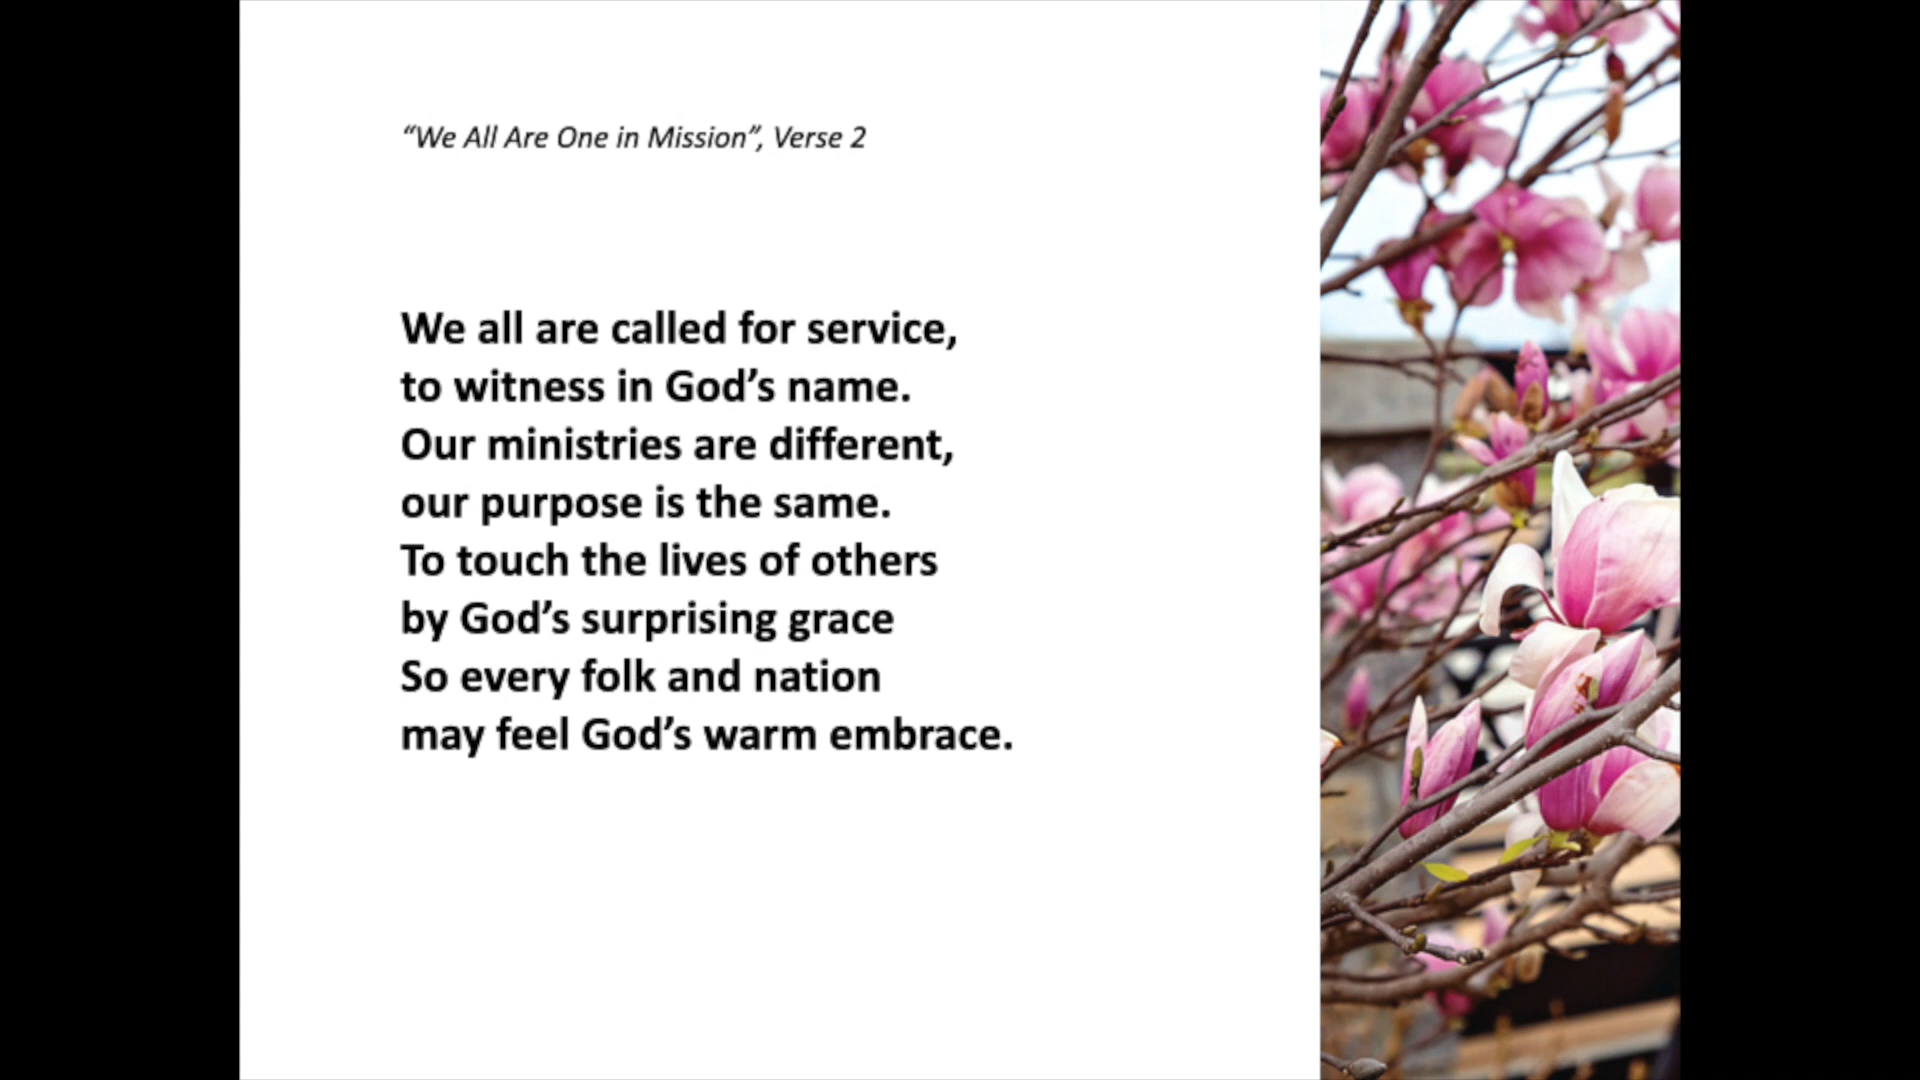 “We All Are One in Mission”, Verse 2
We all are called for service,
to witness in God’s name.
Our ministries are different,
our purpose is the same.
To touch the lives of others
by God’s surprising grace
So every folk and nation
may feel God’s warm embrace.